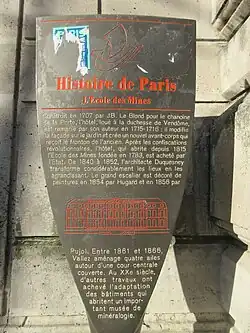 Histoire de Paris
L'Ecole des Mines
Construit en 1707 par J.B. Le Blond pour le chanoine
de la Porte, l'hôtel, loué à la duchesse de Vendôme,
est remanié par son auteur en 1715-1716 : il modifie
la façade sur le jardin et crée un nouvel avant-corps qui
reçoit le fronton de l'ancien. Après les confiscations
révolutionnaires, l'hôtel, qui abrite depuis 1815
l'Ecole des Mines fondée en 1783, est acheté par
l'Etat. De 1840 à 1852, l'architecte Duquesney
transforme considérablement les lieux en les
agrandissant. Le grand escalier est décoré de
peintures en 1854 par Hugard et en 1856 par
Pujol. Entre 1861 et 1866,
Vallez aménage quatre ailes
autour d'une cour centrale
couverte. Au XXe siècle,
d'autres travaux ont
achevé l'adaptation
des bâtiments qui
abritent un impor-
tant musée de
minéralogie.